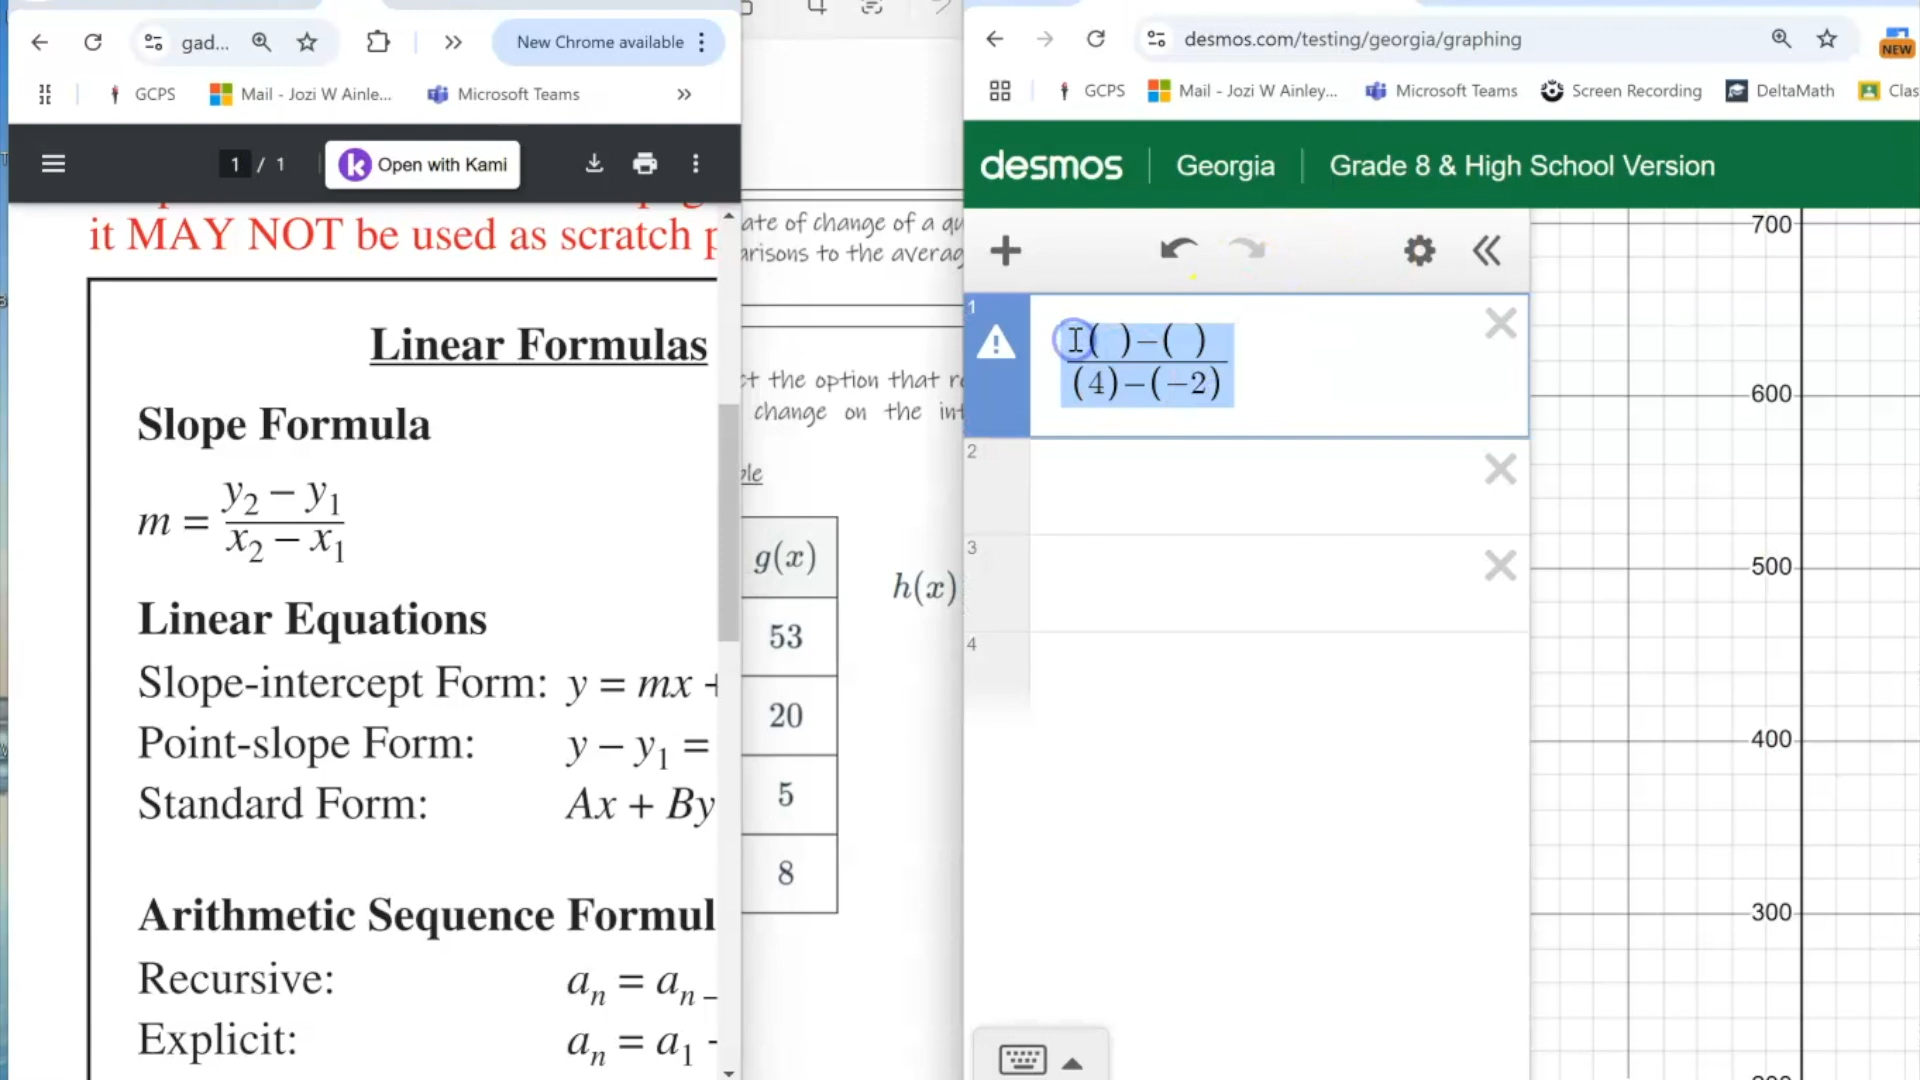 gad...
New Chrome available
GCPS
Mail - Jozi W Ainle...
Microsoft Teams
1 / 1
Open with Kami
it MAY NOT be used as scratch p
Linear Formulas
Slope Formula
m = y₂ − y₁ / x₂ − x₁
Linear Equations
Slope-intercept Form: y = mx +
Point-slope Form: y − y₁ =
Standard Form: Ax + By
Arithmetic Sequence Formul
Recursive: aₙ = aₙ₋
Explicit: aₙ = a₁
ate of change of a qu
arisons to the averag
ct the option that re
change on the int
ble
g(x)
53
20
5
8
h(x)
desmos.com/testing/georgia/graphing
NEW
GCPS
Mail - Jozi W Ainley...
Microsoft Teams
Screen Recording
DeltaMath
Clas
desmos
Georgia
Grade 8 & High School Version
1
( ) − ( )
(4) − (−2)
2
3
4
700
600
500
400
300